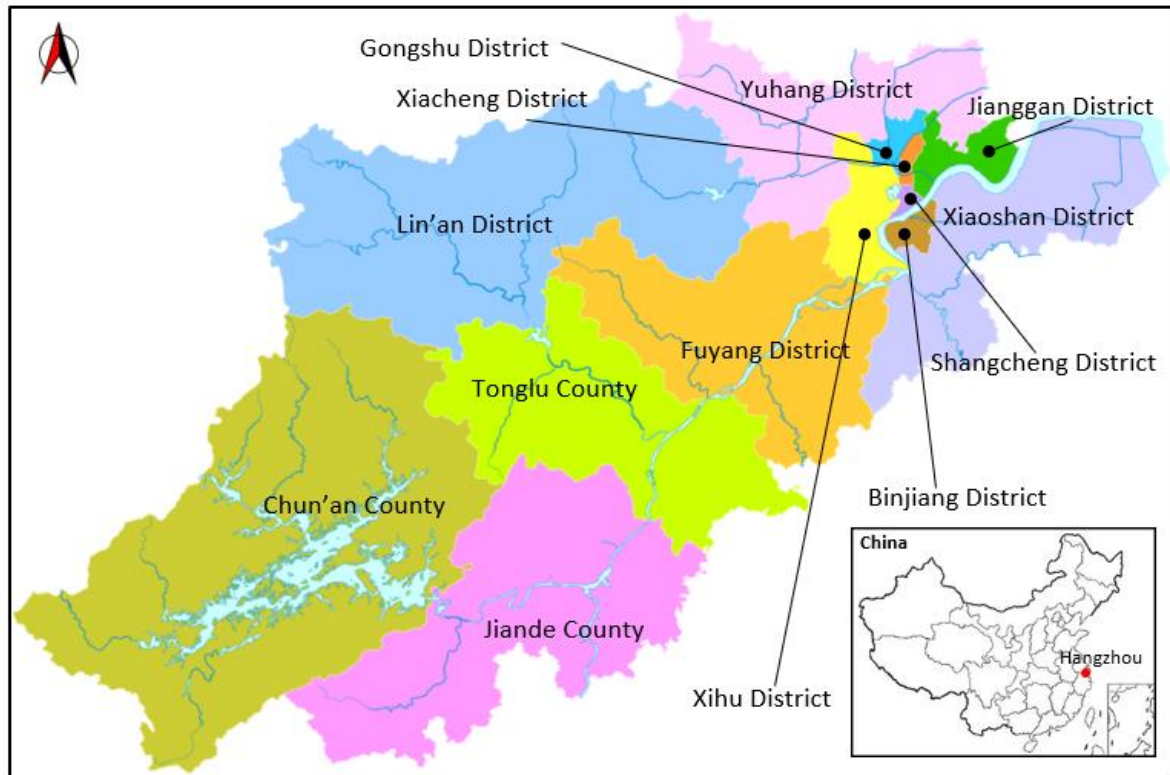 Gongshu District
Yuhang District
Xiacheng District
Jianggan District
Lin'an District
Xiaoshan District
Fuyang District
Shangcheng District
Tonglu County
Chun'an County
Binjiang District
China
Jiande County
Hangzhou
Xihu District